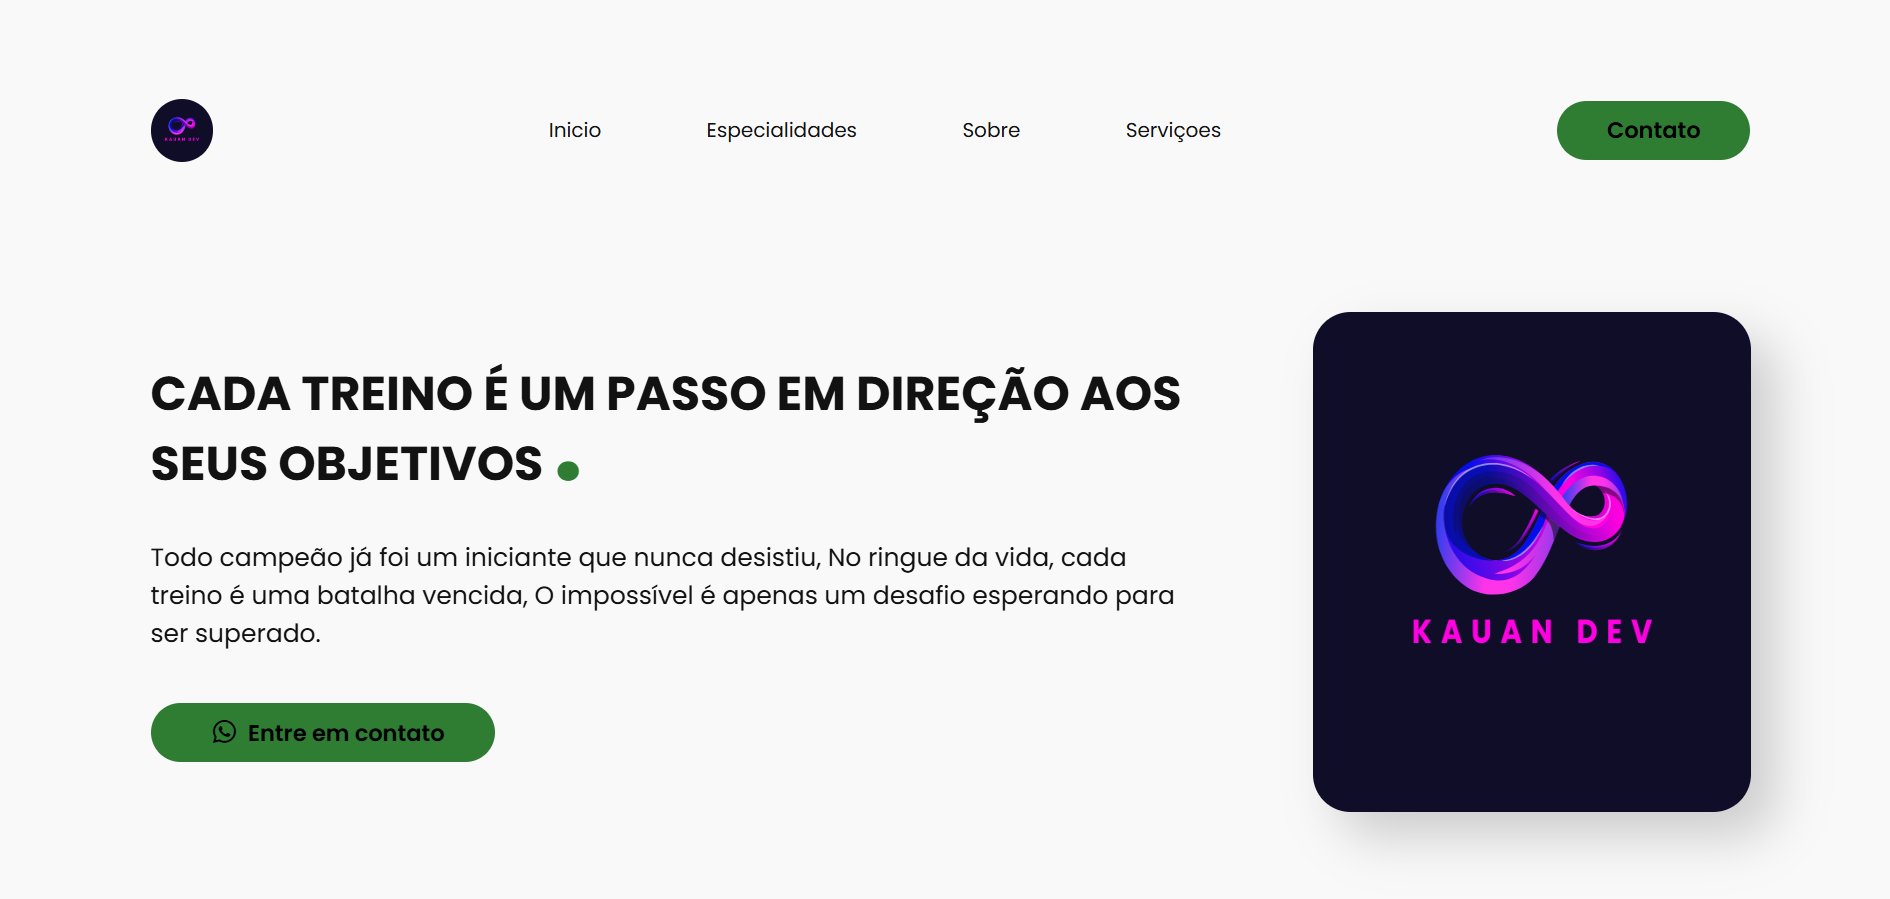 KAUAN DEV
Inicio
Especialidades
Sobre
Serviçoes
Contato
CADA TREINO É UM PASSO EM DIREÇÃO AOS
SEUS OBJETIVOS .
Todo campeão já foi um iniciante que nunca desistiu, No ringue da vida, cada
treino é uma batalha vencida, O impossível é apenas um desafio esperando para
ser superado.
Entre em contato
KAUAN DEV